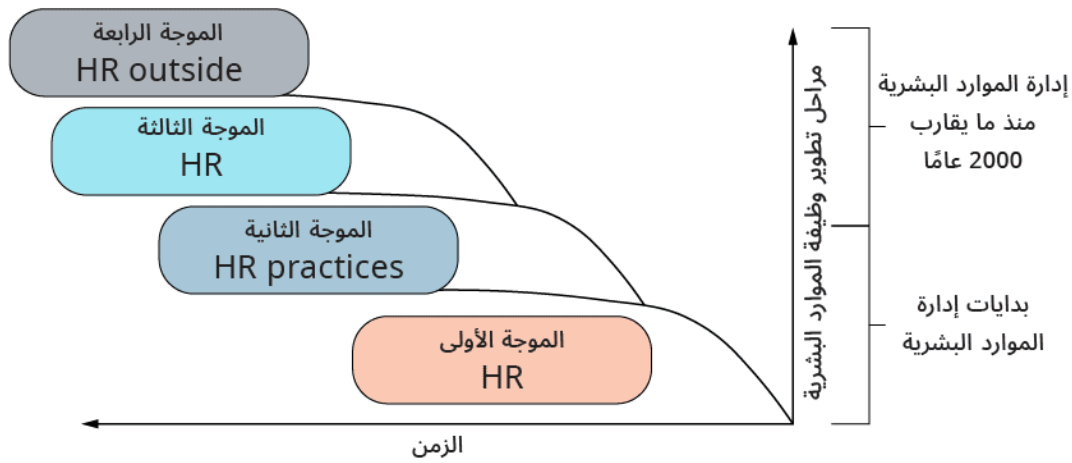 الموجة الرابعة
HR outside
الموجة الثالثة
HR
الموجة الثانية
HR practices
الموجة الأولى
HR
مراحل تطوير وظيفة الموارد البشرية
إدارة الموارد البشرية
منذ ما يقارب
2000 عامًا
بدايات إدارة
الموارد البشرية
الزمن